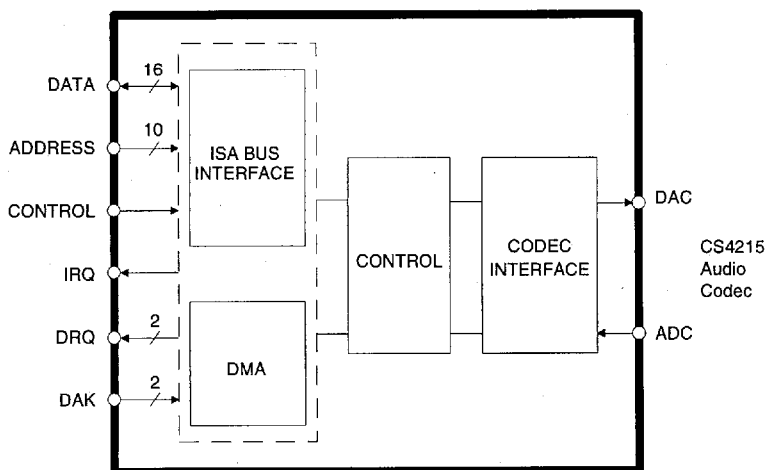 DATA
16
ADDRESS
10
CONTROL
IRQ
DRQ
2
DAK
2
ISA BUS
INTERFACE
DMA
CONTROL
CODEC
INTERFACE
DAC
CS4215
Audio
Codec
ADC